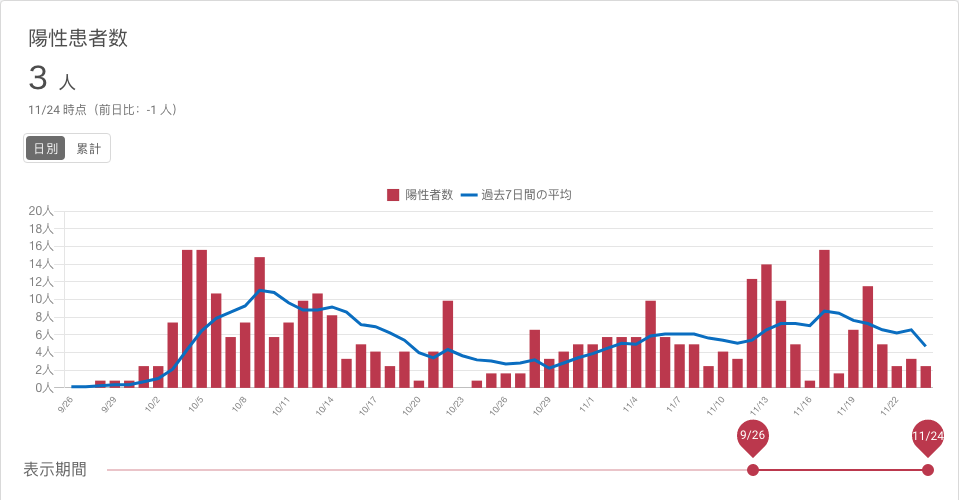 陽性患者数
3 人
11/24 時点（前日比：-1 人）
日別 累計
陽性者数 過去7日間の平均
20人
18人
16人
14人
12人
10人
8人
6人
4人
2人
0人
9/26 9/29 10/2 10/5 10/8 10/11 10/14 10/17 10/20 10/23 10/26 10/29 11/1 11/4 11/7 11/10 11/13 11/16 11/19 11/22
9/26 11/24
表示期間